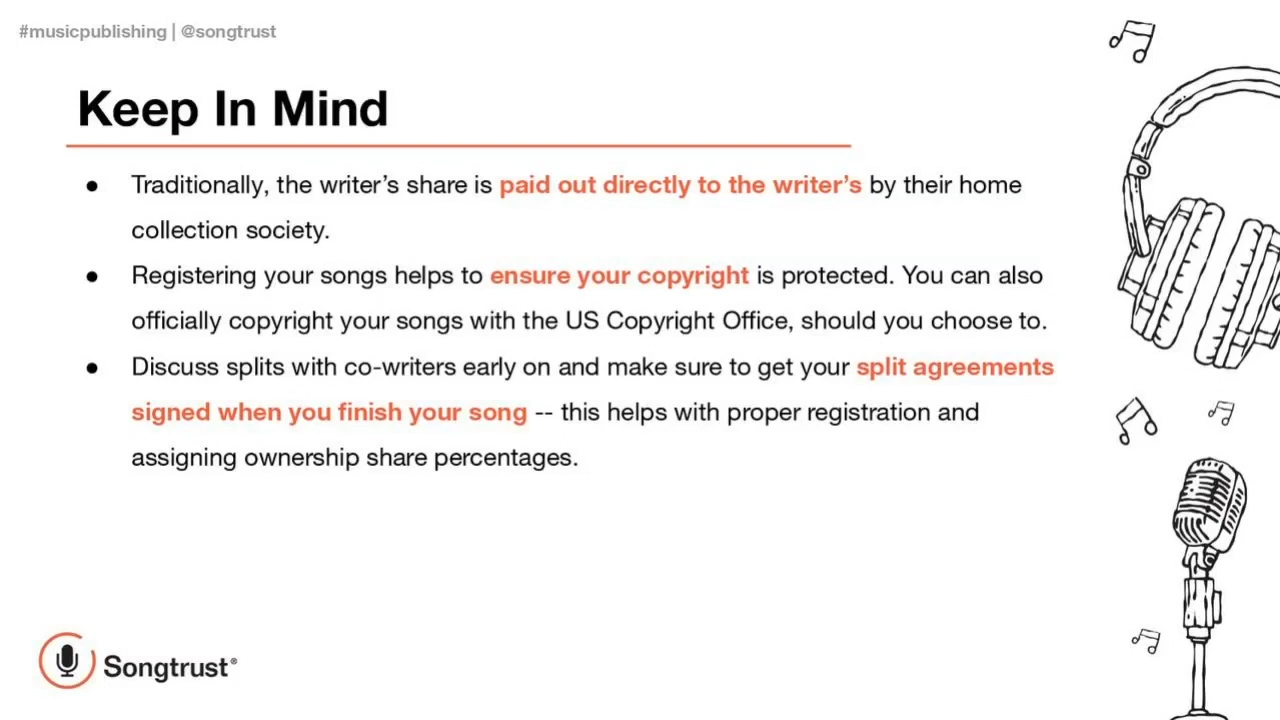 #musicpublishing | @songtrust
Keep In Mind
● Traditionally, the writer’s share is paid out directly to the writer’s by their home
collection society.
● Registering your songs helps to ensure your copyright is protected. You can also
officially copyright your songs with the US Copyright Office, should you choose to.
● Discuss splits with co-writers early on and make sure to get your split agreements
signed when you finish your song -- this helps with proper registration and
assigning ownership share percentages.
Songtrust®